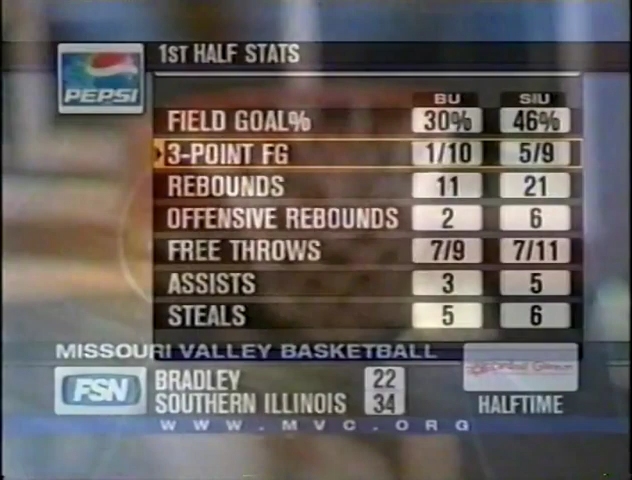 1ST HALF STATS
PEPSI
BU SIU
FIELD GOAL% 30% 46%
3-POINT FG 1/10 5/9
REBOUNDS 11 21
OFFENSIVE REBOUNDS 2 6
FREE THROWS 7/9 7/11
ASSISTS 3 5
STEALS 5 6
MISSOURI VALLEY BASKETBALL
FSN
BRADLEY 22
SOUTHERN ILLINOIS 34
HALFTIME
WWW.MVC.ORG